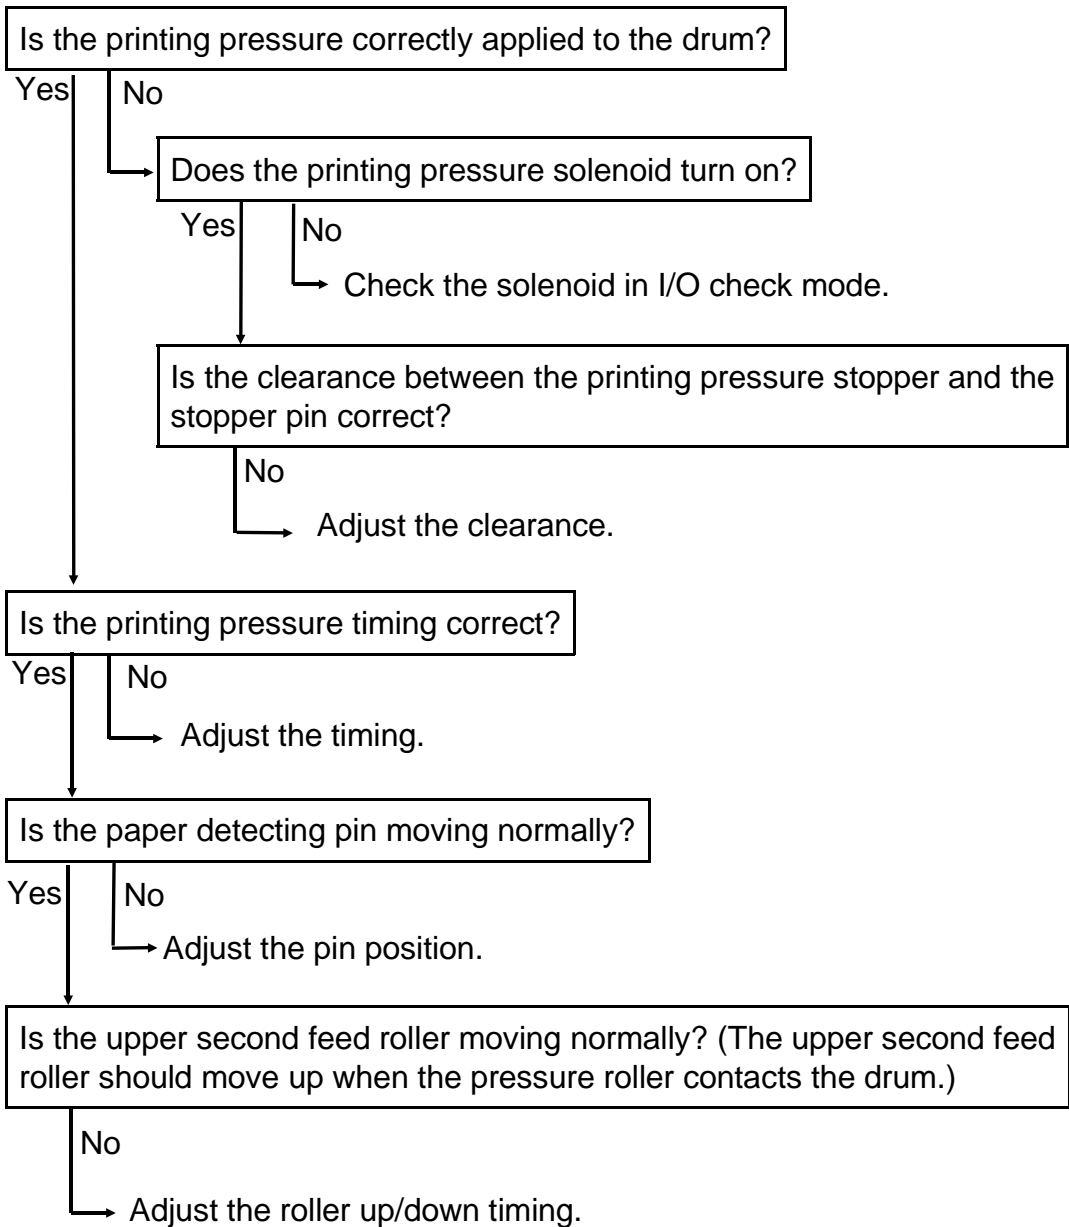 Is the printing pressure correctly applied to the drum?
Yes No
Does the printing pressure solenoid turn on?
Yes No
Check the solenoid in I/O check mode.
Is the clearance between the printing pressure stopper and the
stopper pin correct?
No
Adjust the clearance.
Is the printing pressure timing correct?
Yes No
Adjust the timing.
Is the paper detecting pin moving normally?
Yes No
Adjust the pin position.
Is the upper second feed roller moving normally? (The upper second feed
roller should move up when the pressure roller contacts the drum.)
No
Adjust the roller up/down timing.